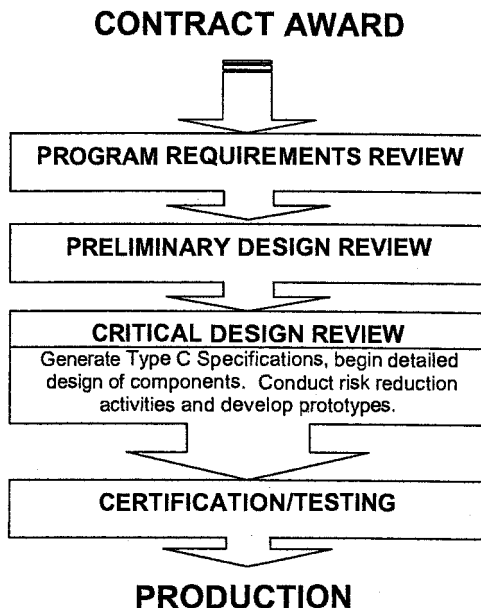 CONTRACT AWARD
PROGRAM REQUIREMENTS REVIEW
PRELIMINARY DESIGN REVIEW
CRITICAL DESIGN REVIEW
Generate Type C Specifications, begin detailed
design of components. Conduct risk reduction
activities and develop prototypes.
CERTIFICATION/TESTING
PRODUCTION